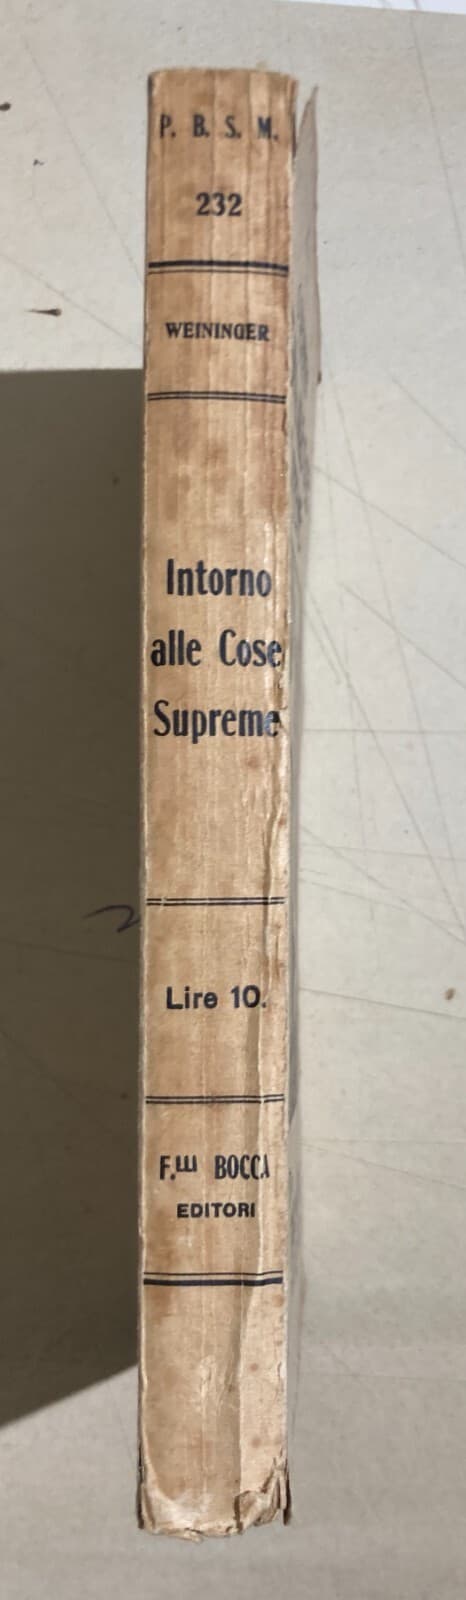 P. B. S. M.
232
WEININGER
Intorno
alle Cose
Supreme
Lire 10.
F.lli BOCCA
EDITORI